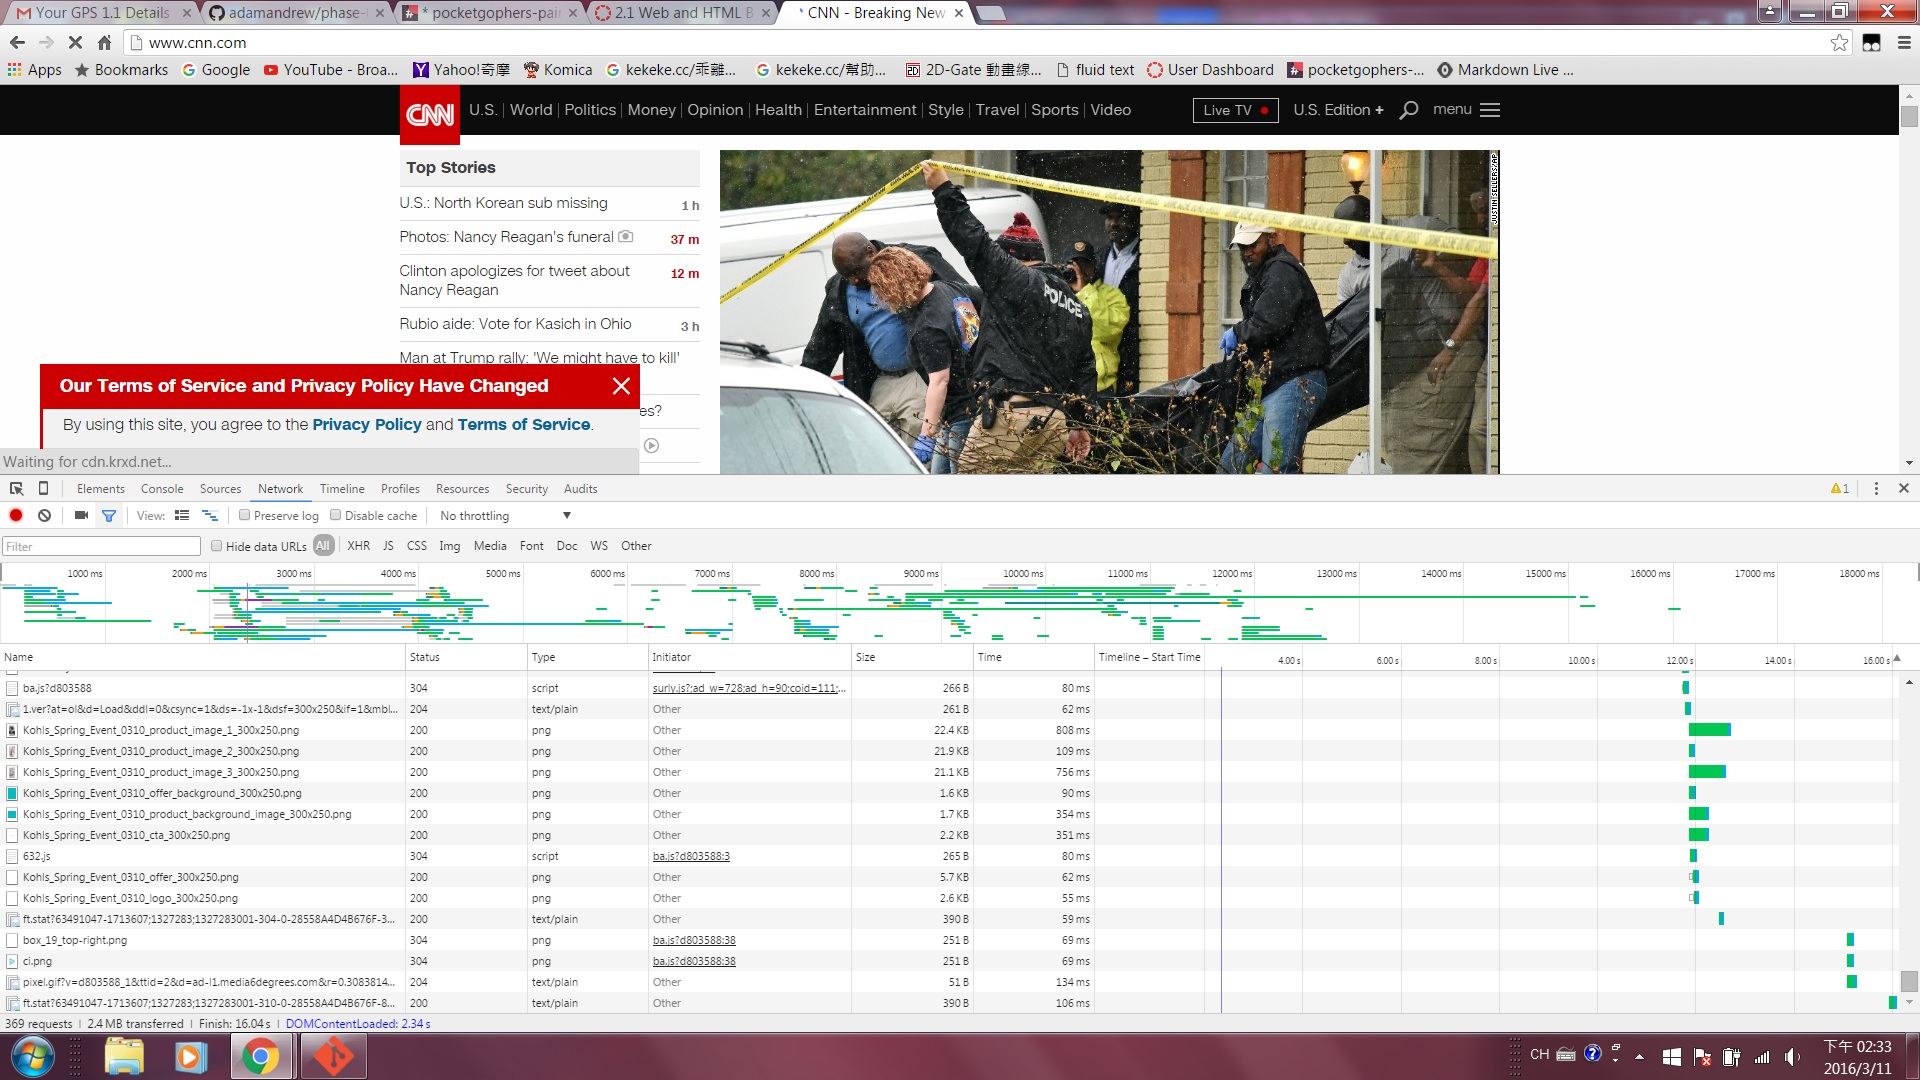 Your GPS 1.1 Details
adamandrew/phase-
* pocketgophers-pai
2.1 Web and HTML B
CNN - Breaking New
www.cnn.com
Apps
Bookmarks
Google
YouTube - Broa...
Yahoo!奇摩
Komica
kekeke.cc/乖離...
kekeke.cc/幫助...
2D-Gate 動畫線...
fluid text
User Dashboard
pocketgophers-...
Markdown Live ...
CNN
U.S. World Politics Money Opinion Health Entertainment Style Travel Sports Video
Live TV
U.S. Edition +
menu
Top Stories
U.S.: North Korean sub missing 1 h
Photos: Nancy Reagan's funeral 37 m
Clinton apologizes for tweet about 12 m
Nancy Reagan
Rubio aide: Vote for Kasich in Ohio 3 h
Man at Trump rally: 'We might have to kill'
es?
JUSTIN SELLERS/AP
POLICE
Our Terms of Service and Privacy Policy Have Changed
By using this site, you agree to the Privacy Policy and Terms of Service.
Waiting for cdn.krxd.net...
Elements Console Sources Network Timeline Profiles Resources Security Audits
1
View: Preserve log Disable cache No throttling
Filter Hide data URLs All XHR JS CSS Img Media Font Doc WS Other
1000 ms 2000 ms 3000 ms 4000 ms 5000 ms 6000 ms 7000 ms 8000 ms 9000 ms 10000 ms 11000 ms 12000 ms 13000 ms 14000 ms 15000 ms 16000 ms 17000 ms 18000 ms
Name Status Type Initiator Size Time Timeline – Start Time 4.00 s 6.00 s 8.00 s 10.00 s 12.00 s 14.00 s 16.00 s
ba.js?d803588 304 script surly.js?;ad_w=728;ad_h=90;coid=111;... 266 B 80 ms
1.ver?at=ol&d=Load&ddl=0&csync=1&ds=-1x-1&dsf=300x250&if=1&mbl... 204 text/plain Other 261 B 62 ms
Kohls_Spring_Event_0310_product_image_1_300x250.png 200 png Other 22.4 KB 808 ms
Kohls_Spring_Event_0310_product_image_2_300x250.png 200 png Other 21.9 KB 109 ms
Kohls_Spring_Event_0310_product_image_3_300x250.png 200 png Other 21.1 KB 756 ms
Kohls_Spring_Event_0310_offer_background_300x250.png 200 png Other 1.6 KB 90 ms
Kohls_Spring_Event_0310_product_background_image_300x250.png 200 png Other 1.7 KB 354 ms
Kohls_Spring_Event_0310_cta_300x250.png 200 png Other 2.2 KB 351 ms
632.js 304 script ba.js?d803588:3 265 B 80 ms
Kohls_Spring_Event_0310_offer_300x250.png 200 png Other 5.7 KB 62 ms
Kohls_Spring_Event_0310_logo_300x250.png 200 png Other 2.6 KB 55 ms
ft.stat?63491047-1713607;1327283;1327283001-304-0-28558A4D4B676F-3... 200 text/plain Other 390 B 59 ms
box_19_top-right.png 304 png ba.js?d803588:38 251 B 69 ms
ci.png 304 png ba.js?d803588:38 251 B 69 ms
pixel.gif?v=d803588_1&ttid=2&d=ad-l1.media6degrees.com&r=0.3083814... 204 text/plain Other 51 B 134 ms
ft.stat?63491047-1713607;1327283;1327283001-310-0-28558A4D4B676F-8... 200 text/plain Other 390 B 106 ms
369 requests | 2.4 MB transferred | Finish: 16.04 s | DOMContentLoaded: 2.34 s
CH
下午 02:33
2016/3/11